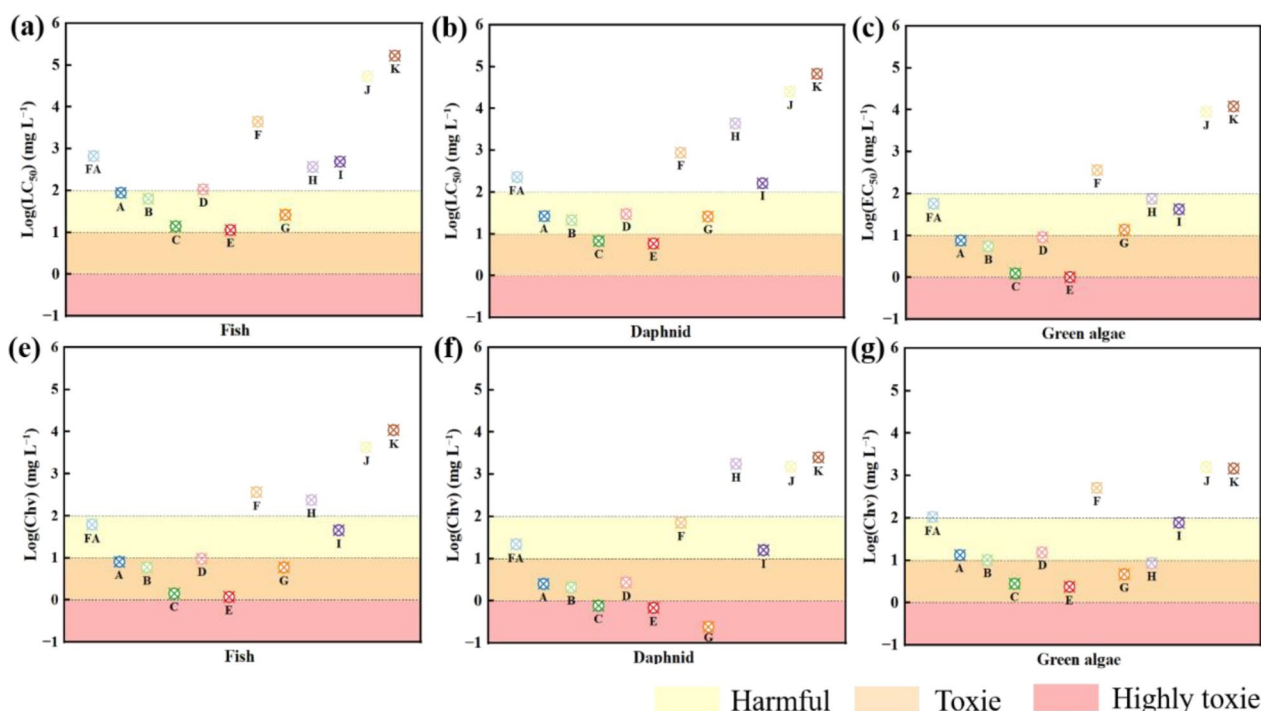 (a)
Log(LC50) (mg L−1)
6
5
4
3
2
1
0
−1
FA
A
B
C
D
E
F
G
H
I
J
K
Fish
(b)
Log(LC50) (mg L−1)
6
5
4
3
2
1
0
−1
FA
A
B
C
D
E
F
G
H
I
J
K
Daphnid
(c)
Log(EC50) (mg L−1)
6
5
4
3
2
1
0
−1
FA
A
B
C
D
E
F
G
H
I
J
K
Green algae
(e)
Log(Chv) (mg L−1)
6
5
4
3
2
1
0
−1
FA
A
B
C
D
E
F
G
H
I
J
K
Fish
(f)
Log(Chv) (mg L−1)
6
5
4
3
2
1
0
−1
FA
A
B
C
D
E
F
G
H
I
J
K
Daphnid
(g)
Log(Chv) (mg L−1)
6
5
4
3
2
1
0
−1
FA
A
B
C
D
E
F
G
H
I
J
K
Green algae
Harmful Toxie Highly toxie